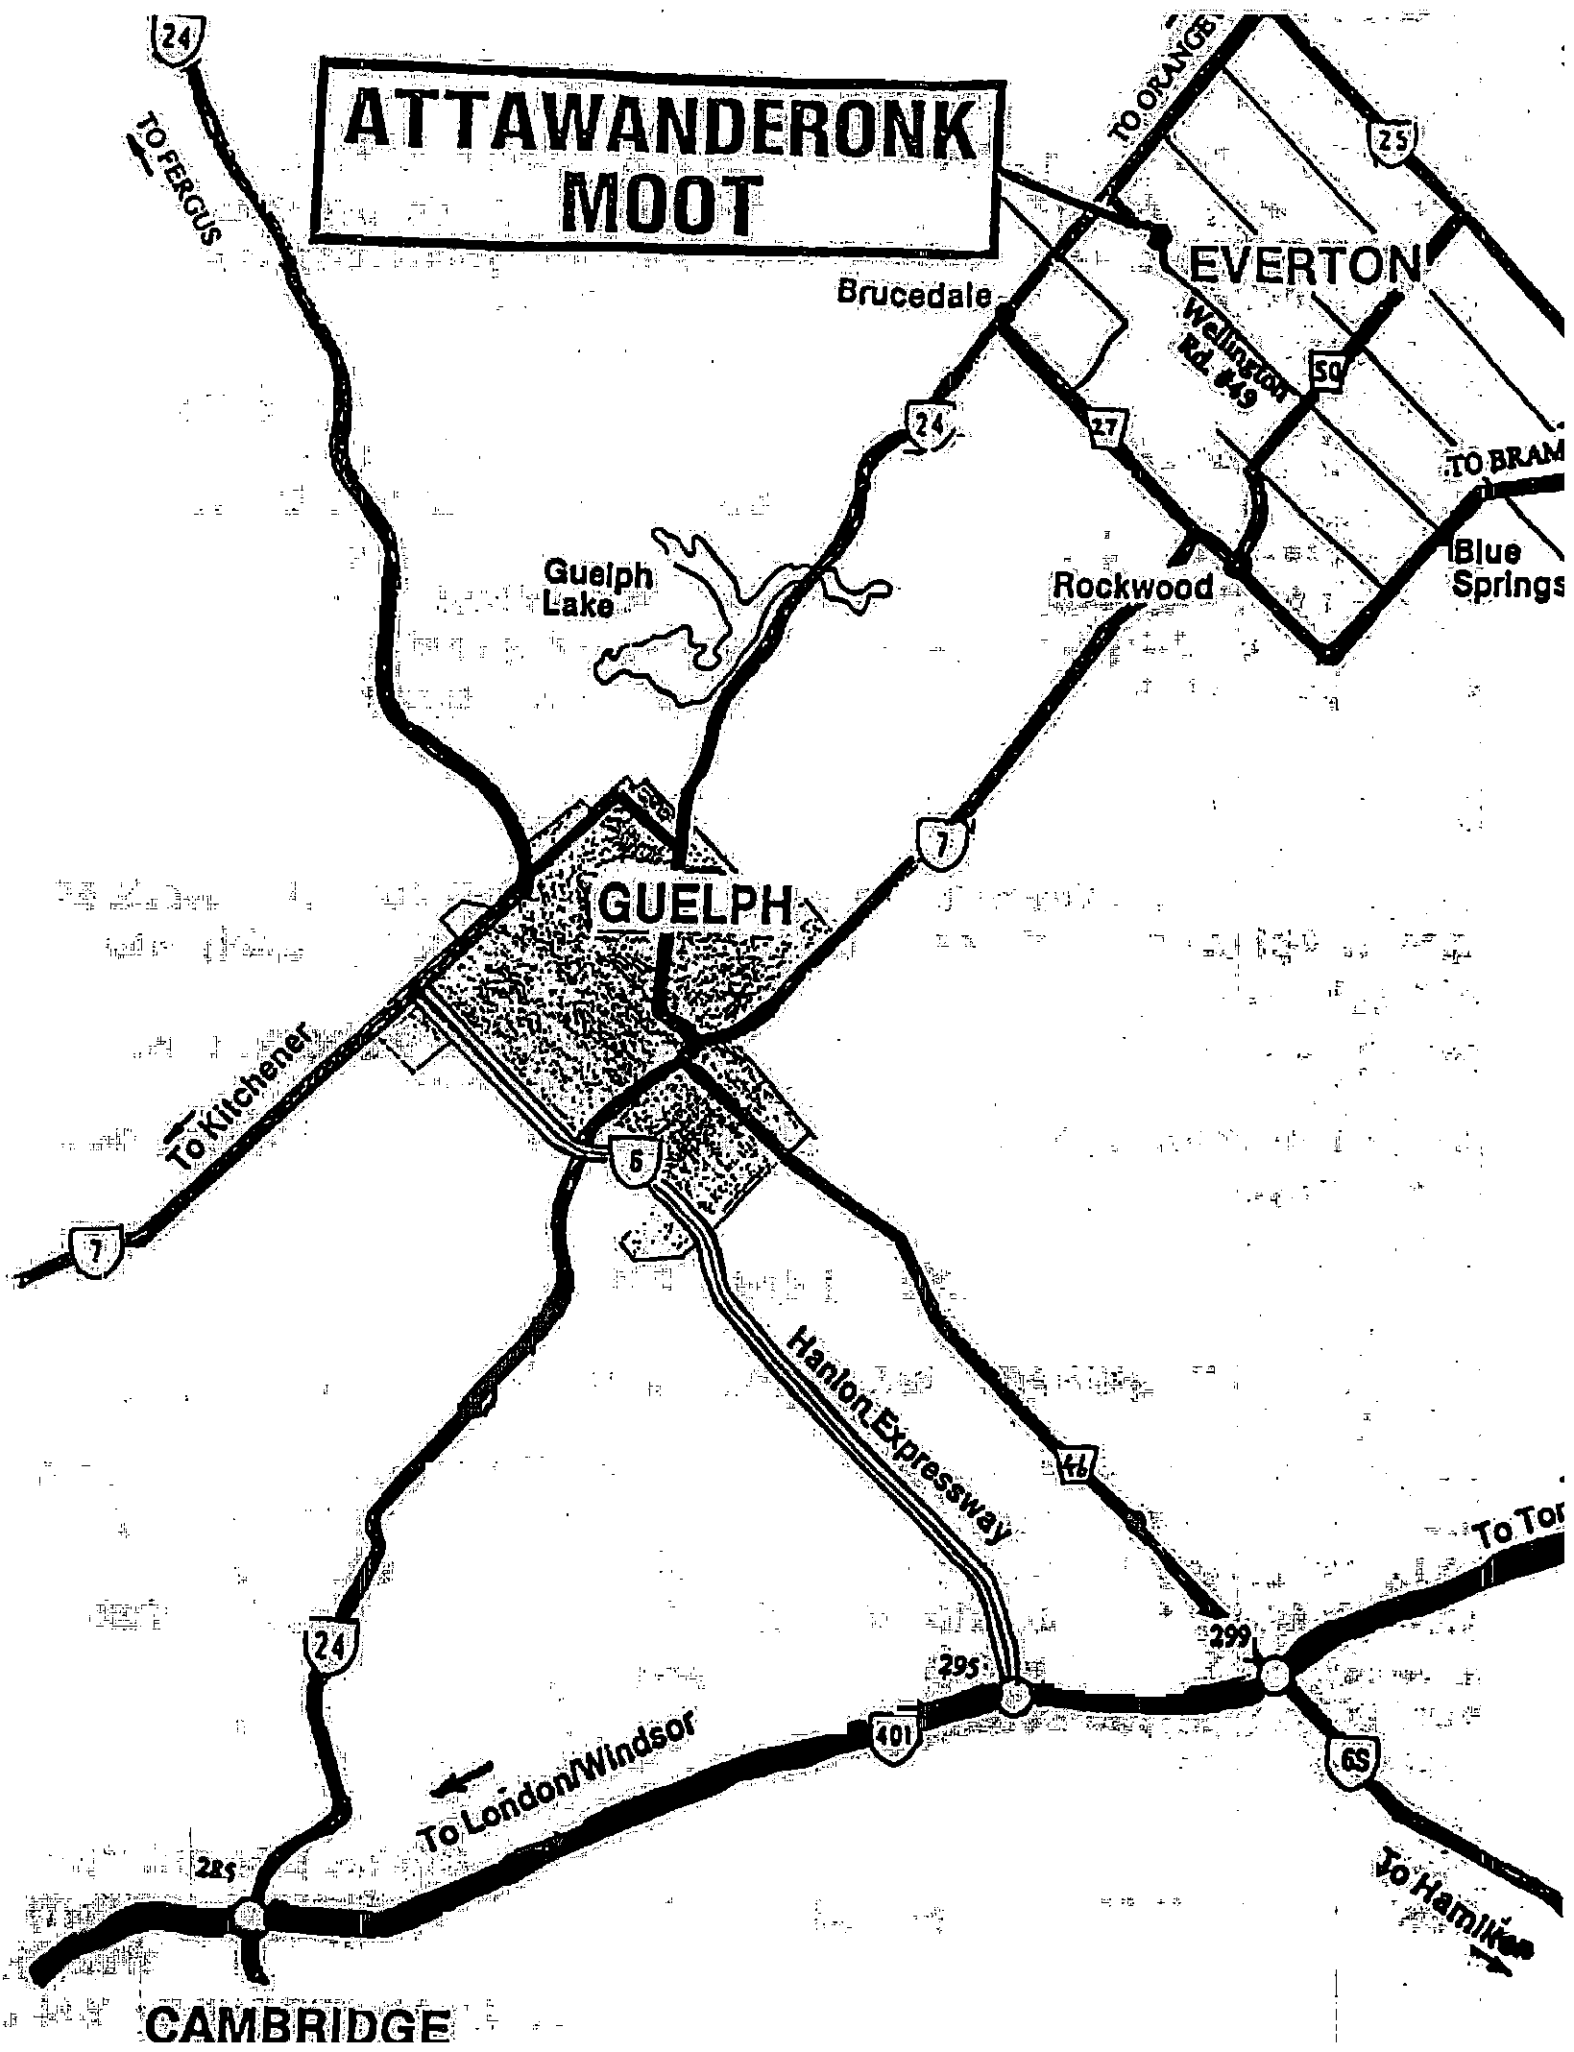 24
TO ORANGE
ATTAWANDERONK
MOOT
25
TO FERGUS
EVERTON
Brucedale
Wellington
Rd. #49
50
24
27
TO BRAM
Guelph
Lake
Rockwood
Blue
Springs
7
GUELPH
To Kitchener
6
7
Hanlon Expressway
46
To Tor
24
299
295
401
To London/Windsor
6S
285
To Hamilton
CAMBRIDGE